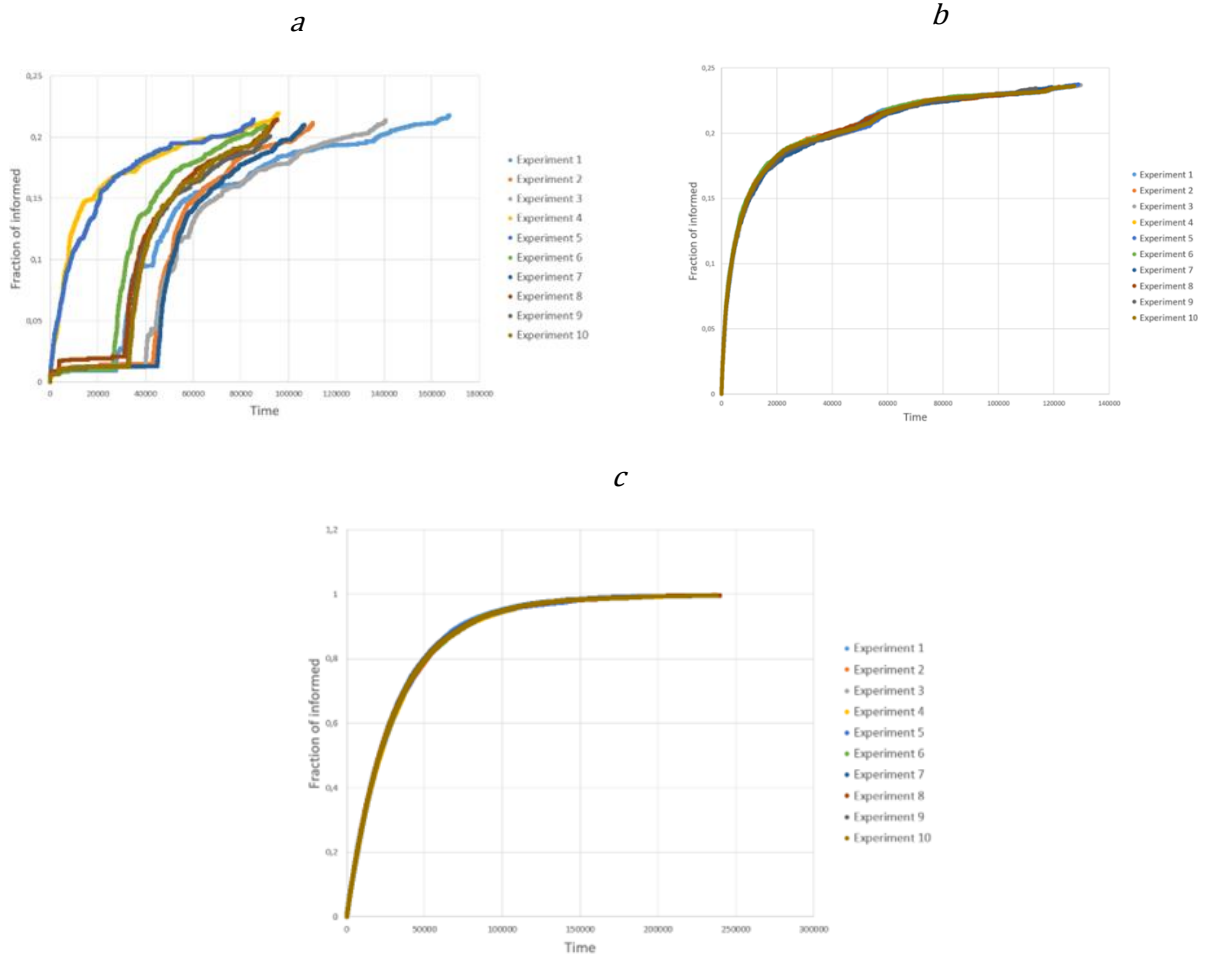 a
0,25
0,2
0,15
0,1
0,05
0
0 20000 40000 60000 80000 100000 120000 140000 160000 180000
Fraction of informed
Time
Experiment 1
Experiment 2
Experiment 3
Experiment 4
Experiment 5
Experiment 6
Experiment 7
Experiment 8
Experiment 9
Experiment 10
b
0,25
0,2
0,15
0,1
0,05
0
0 20000 40000 60000 80000 100000 120000 140000
Fraction of informed
Time
Experiment 1
Experiment 2
Experiment 3
Experiment 4
Experiment 5
Experiment 6
Experiment 7
Experiment 8
Experiment 9
Experiment 10
c
1,2
1
0,8
0,6
0,4
0,2
0
0 50000 100000 150000 200000 250000 300000
Fraction of informed
Time
Experiment 1
Experiment 2
Experiment 3
Experiment 4
Experiment 5
Experiment 6
Experiment 7
Experiment 8
Experiment 9
Experiment 10